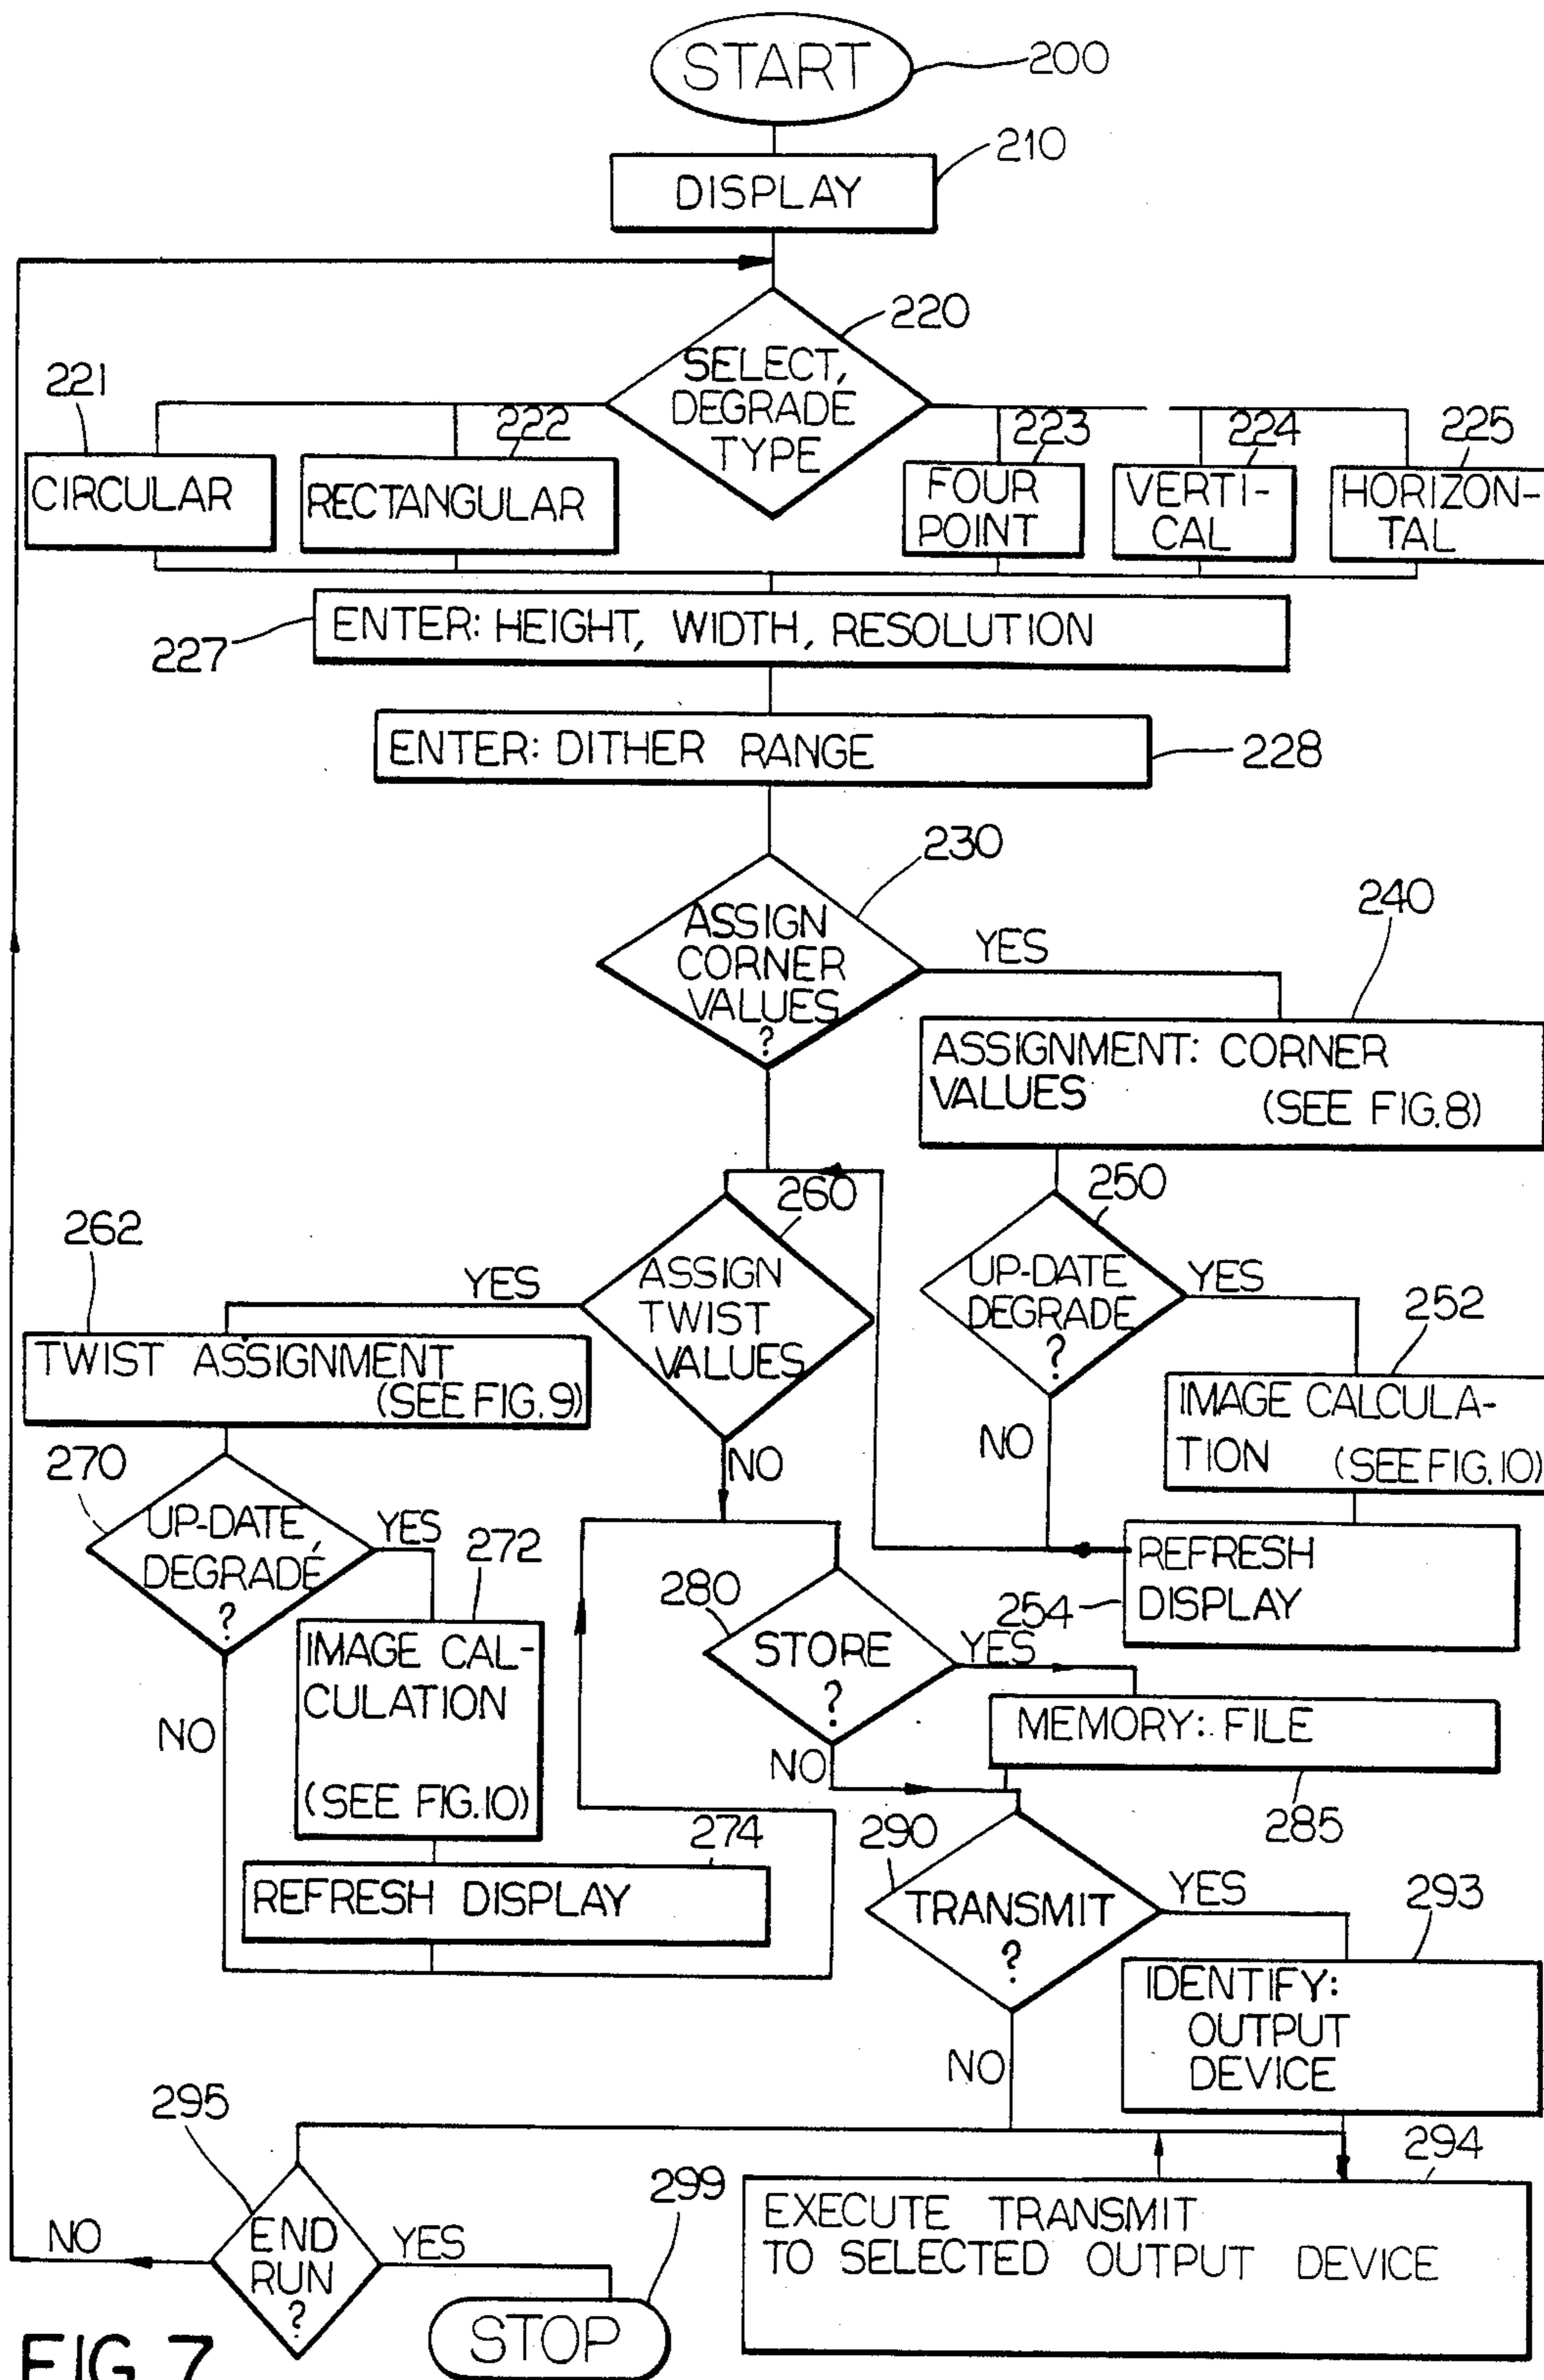 START
200
210
DISPLAY
220
SELECT,
DEGRADE
TYPE
221
222
223
224
225
CIRCULAR
RECTANGULAR
FOUR
POINT
VERTI-
CAL
HORIZON-
TAL
ENTER: HEIGHT, WIDTH, RESOLUTION
227
ENTER: DITHER RANGE
228
230
ASSIGN
CORNER
VALUES
?
YES
240
ASSIGNMENT: CORNER
VALUES (SEE FIG. 8)
250
260
262
YES
ASSIGN
TWIST
VALUES
UP-DATE
DEGRADE
?
YES
252
TWIST ASSIGNMENT
(SEE FIG. 9)
IMAGE CALCULA-
TION (SEE FIG. 10)
NO
NO
270
UP-DATE,
DEGRADÉ
?
YES
272
280
254
REFRESH
DISPLAY
IMAGE CAL-
CULATION
(SEE FIG. 10)
STORE
?
YES
NO
MEMORY: FILE
NO
285
274
290
REFRESH DISPLAY
TRANSMIT
?
YES
293
IDENTIFY:
OUTPUT
DEVICE
NO
295
294
299
EXECUTE TRANSMIT
TO SELECTED OUTPUT DEVICE
NO
END
RUN
?
YES
STOP
FIG. 7